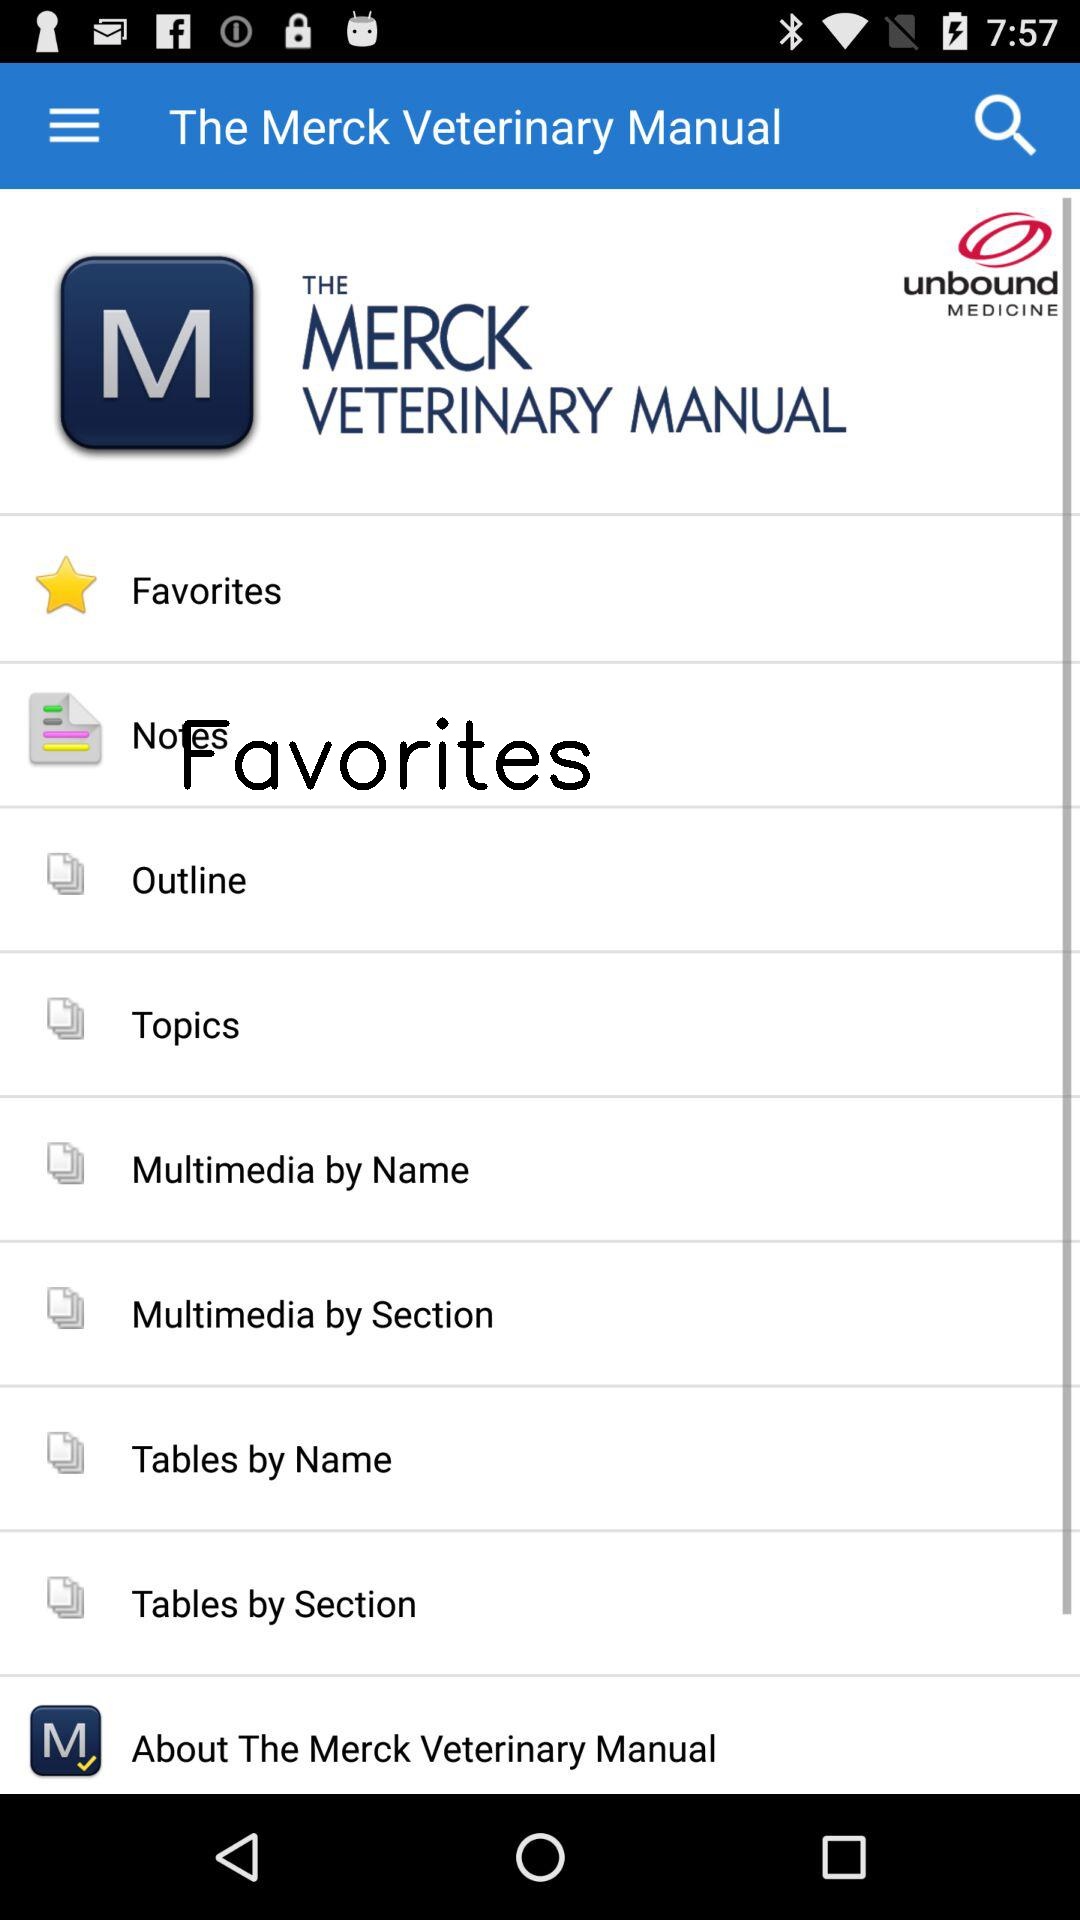 7:57
The Merck Veterinary Manual
unbound
MEDICINE
M
THE
MERCK
VETERINARY MANUAL
Favorites
Notes
Favorites
Outline
Topics
Multimedia by Name
Multimedia by Section
Tables by Name
Tables by Section
M
About The Merck Veterinary Manual